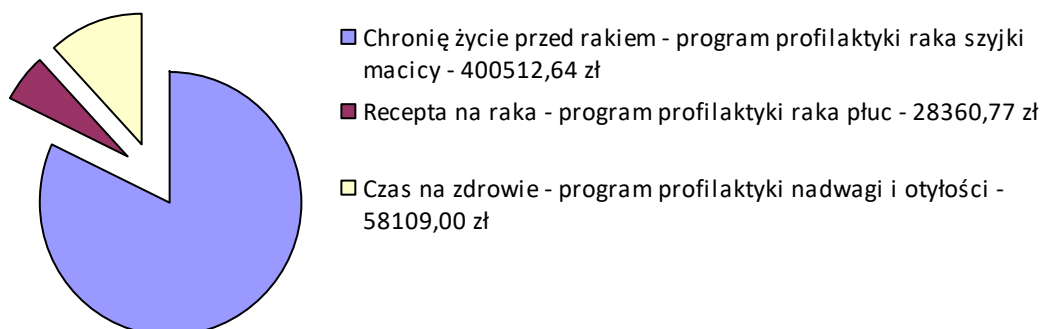 Chronię życie przed rakiem - program profilaktyki raka szyjki
macicy - 400512,64 zł
Recepta na raka - program profilaktyki raka płuc - 28360,77 zł
Czas na zdrowie - program profilaktyki nadwagi i otyłości -
58109,00 zł